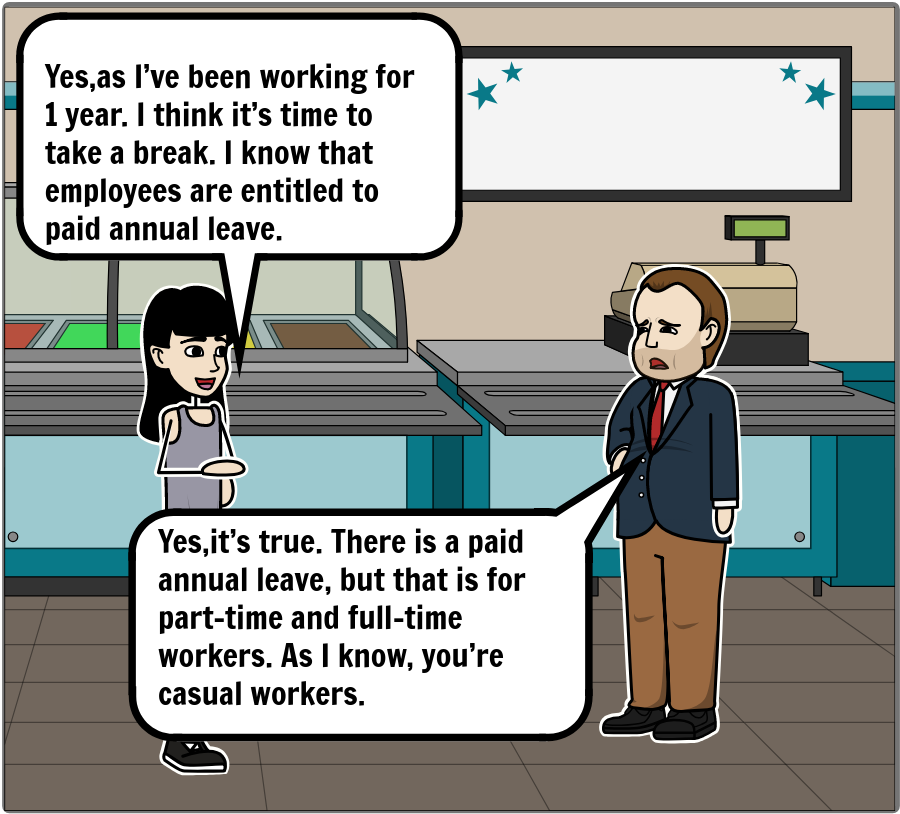 Yes,as I've been working for
1 year. I think it's time to
take a break. I know that
employees are entitled to
paid annual leave.
Yes,it's true. There is a paid
annual leave, but that is for
part-time and full-time
workers. As I know, you're
casual workers.